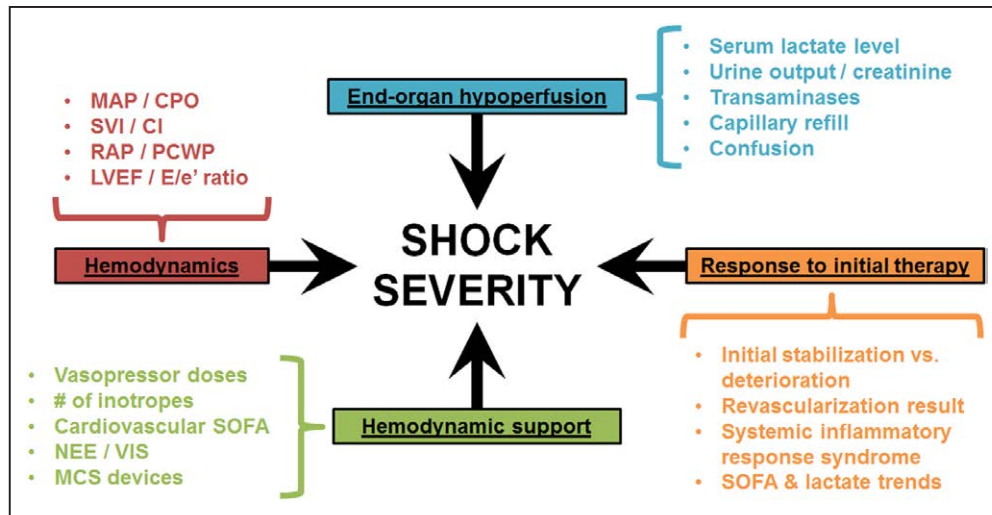 End-organ hypoperfusion
• Serum lactate level
• Urine output / creatinine
• Transaminases
• Capillary refill
• Confusion
• MAP / CPO
• SVI / CI
• RAP / PCWP
• LVEF / E/e' ratio
Hemodynamics
SHOCK
SEVERITY
Response to initial therapy
• Initial stabilization vs.
deterioration
• Revascularization result
• Systemic inflammatory
response syndrome
• SOFA & lactate trends
• Vasopressor doses
• # of inotropes
• Cardiovascular SOFA
• NEE / VIS
• MCS devices
Hemodynamic support